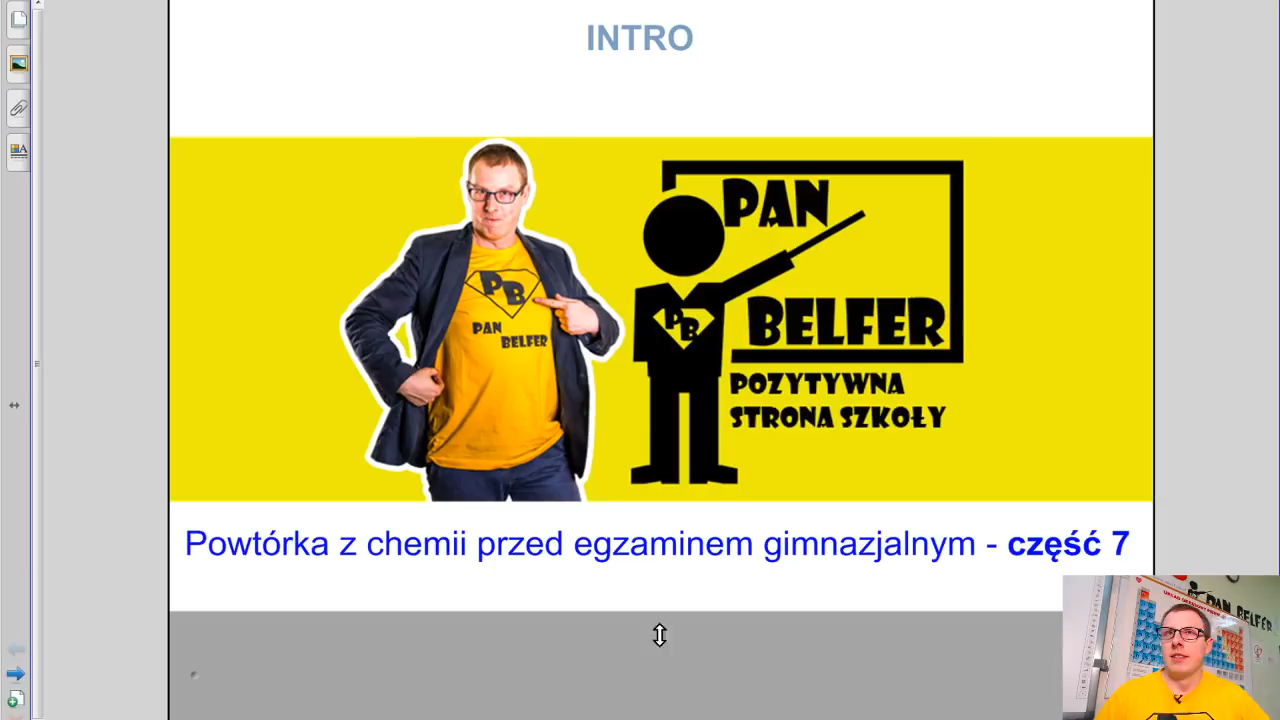 INTRO
PAN
BELFER
PB
PAN
BELFER
PB
POZYTYWNA
STRONA SZKOŁY
Powtórka z chemii przed egzaminem gimnazjalnym - część 7
PAN BELFER